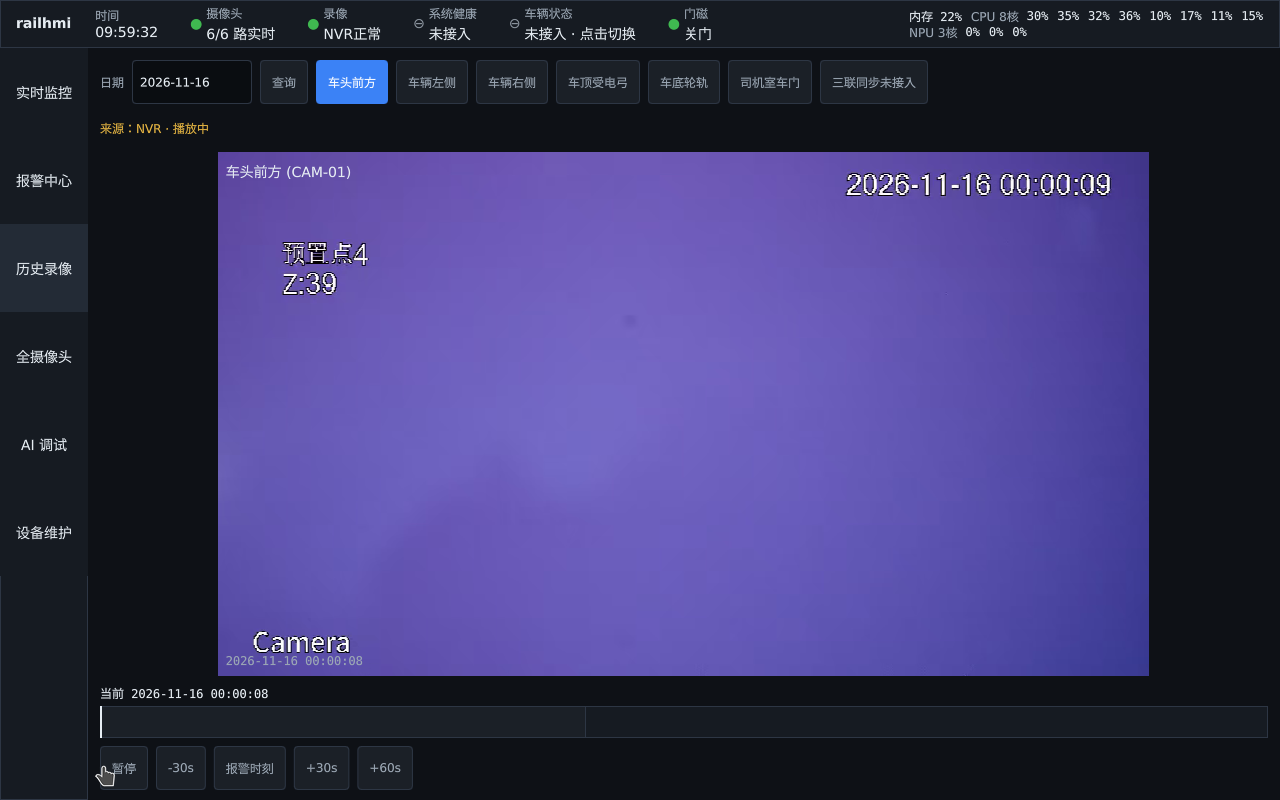 railhmi
时间
09:59:32
摄像头
6/6 路实时
录像
NVR正常
系统健康
未接入
车辆状态
未接入 · 点击切换
门磁
关门
内存 22% CPU 8核 30% 35% 32% 36% 10% 17% 11% 15%
NPU 3核 0% 0% 0%
实时监控
报警中心
历史录像
全摄像头
AI 调试
设备维护
日期 2026-11-16 查询 车头前方 车辆左侧 车辆右侧 车顶受电弓 车底轮轨 司机室车门 三联同步未接入
来源：NVR · 播放中
车头前方 (CAM-01)
2026-11-16 00:00:09
预置点4
Z:39
Camera
2026-11-16 00:00:08
当前 2026-11-16 00:00:08
暂停 -30s 报警时刻 +30s +60s